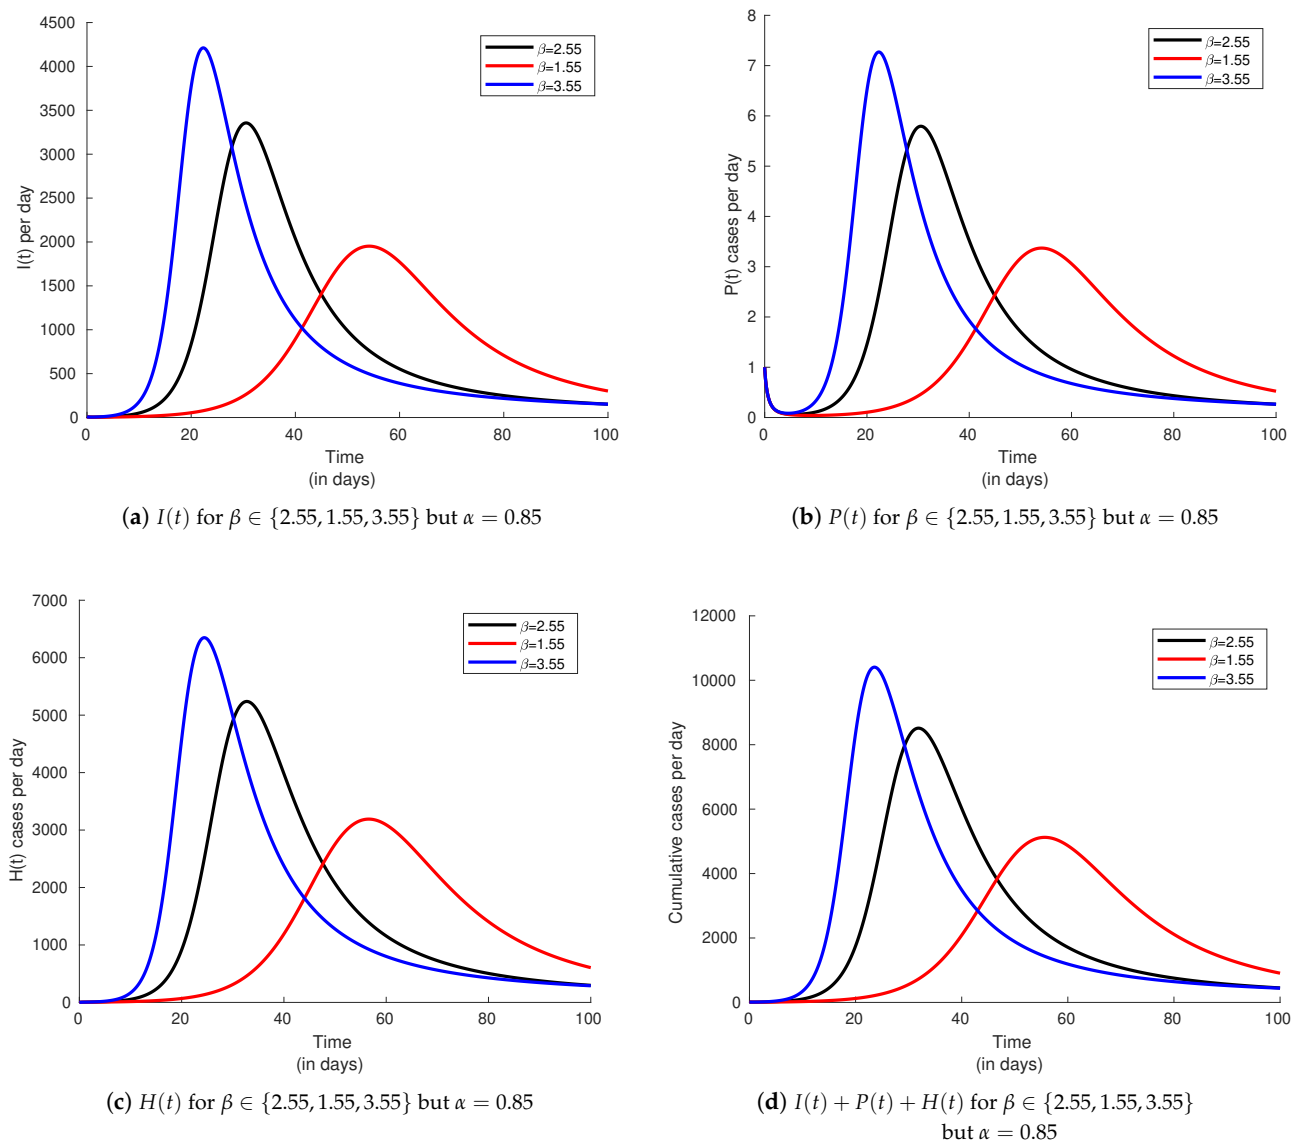 4500
4000
3500
3000
2500
2000
1500
1000
500
0
I(t) per day
β=2.55
β=1.55
β=3.55
0 20 40 60 80 100
Time
(in days)
(a) I(t) for β ∈ {2.55, 1.55, 3.55} but α = 0.85
8
7
6
5
4
3
2
1
0
P(t) cases per day
β=2.55
β=1.55
β=3.55
0 20 40 60 80 100
Time
(in days)
(b) P(t) for β ∈ {2.55, 1.55, 3.55} but α = 0.85
7000
6000
5000
4000
3000
2000
1000
0
H(t) cases per day
β=2.55
β=1.55
β=3.55
0 20 40 60 80 100
Time
(in days)
(c) H(t) for β ∈ {2.55, 1.55, 3.55} but α = 0.85
12000
10000
8000
6000
4000
2000
0
Cumulative cases per day
β=2.55
β=1.55
β=3.55
0 20 40 60 80 100
Time
(in days)
(d) I(t) + P(t) + H(t) for β ∈ {2.55, 1.55, 3.55}
but α = 0.85